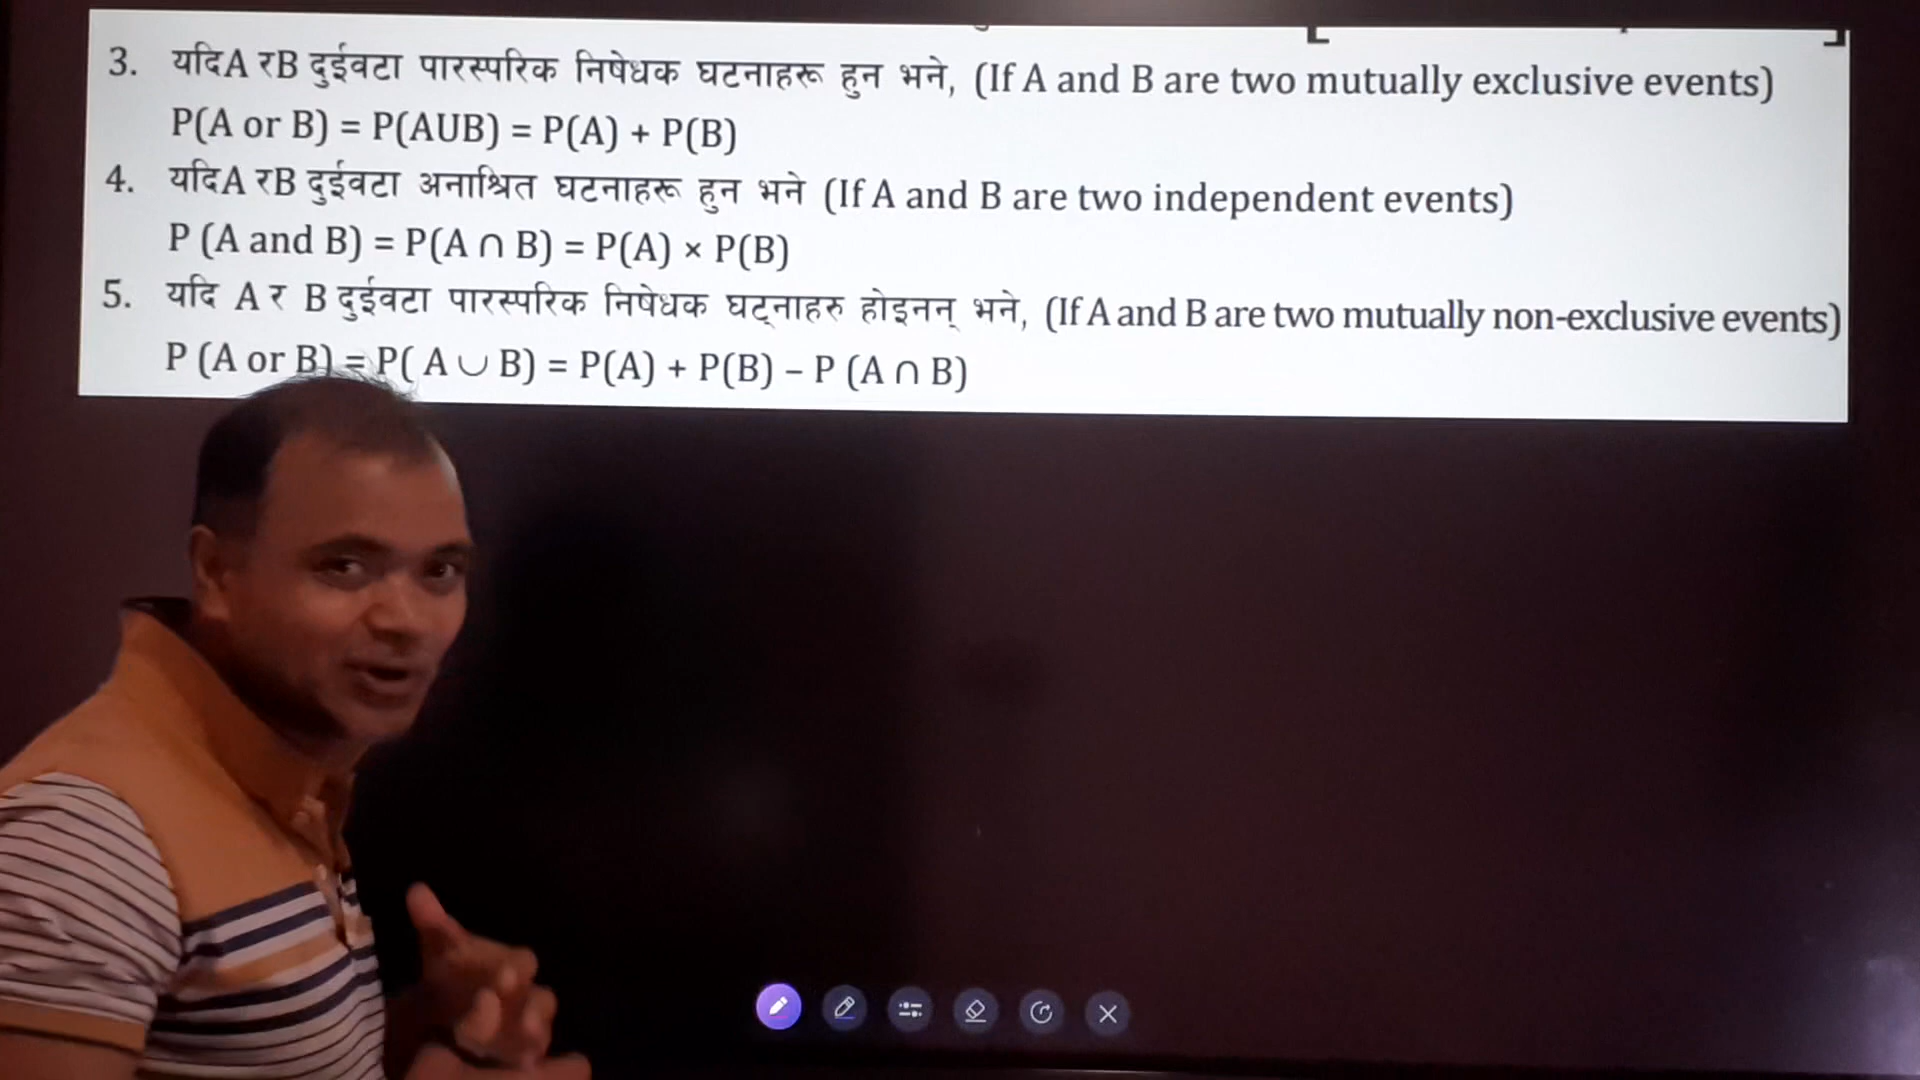 3. यदिA रB दुईवटा पारस्परिक निषेधक घटनाहरू हुन भने, (If A and B are two mutually exclusive events)
P(A or B) = P(AUB) = P(A) + P(B)
4. यदिA रB दुईवटा अनाश्रित घटनाहरू हुन भने (If A and B are two independent events)
P (A and B) = P(A ∩ B) = P(A) × P(B)
5. यदि A र B दुईवटा पारस्परिक निषेधक घट्नाहरु होइनन् भने, (If A and B are two mutually non-exclusive events)
P (A or B) = P( A ∪ B) = P(A) + P(B) – P (A ∩ B)